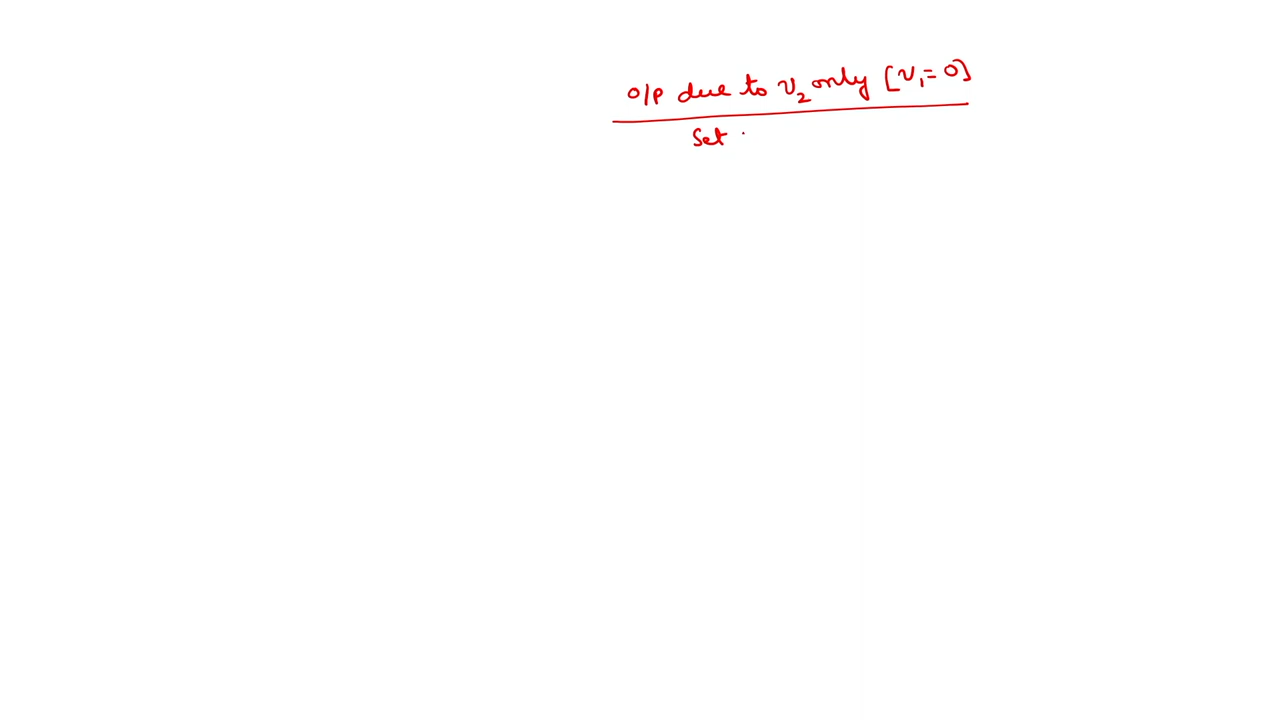 o/p due to v₂ only [v₁ = 0]
Set